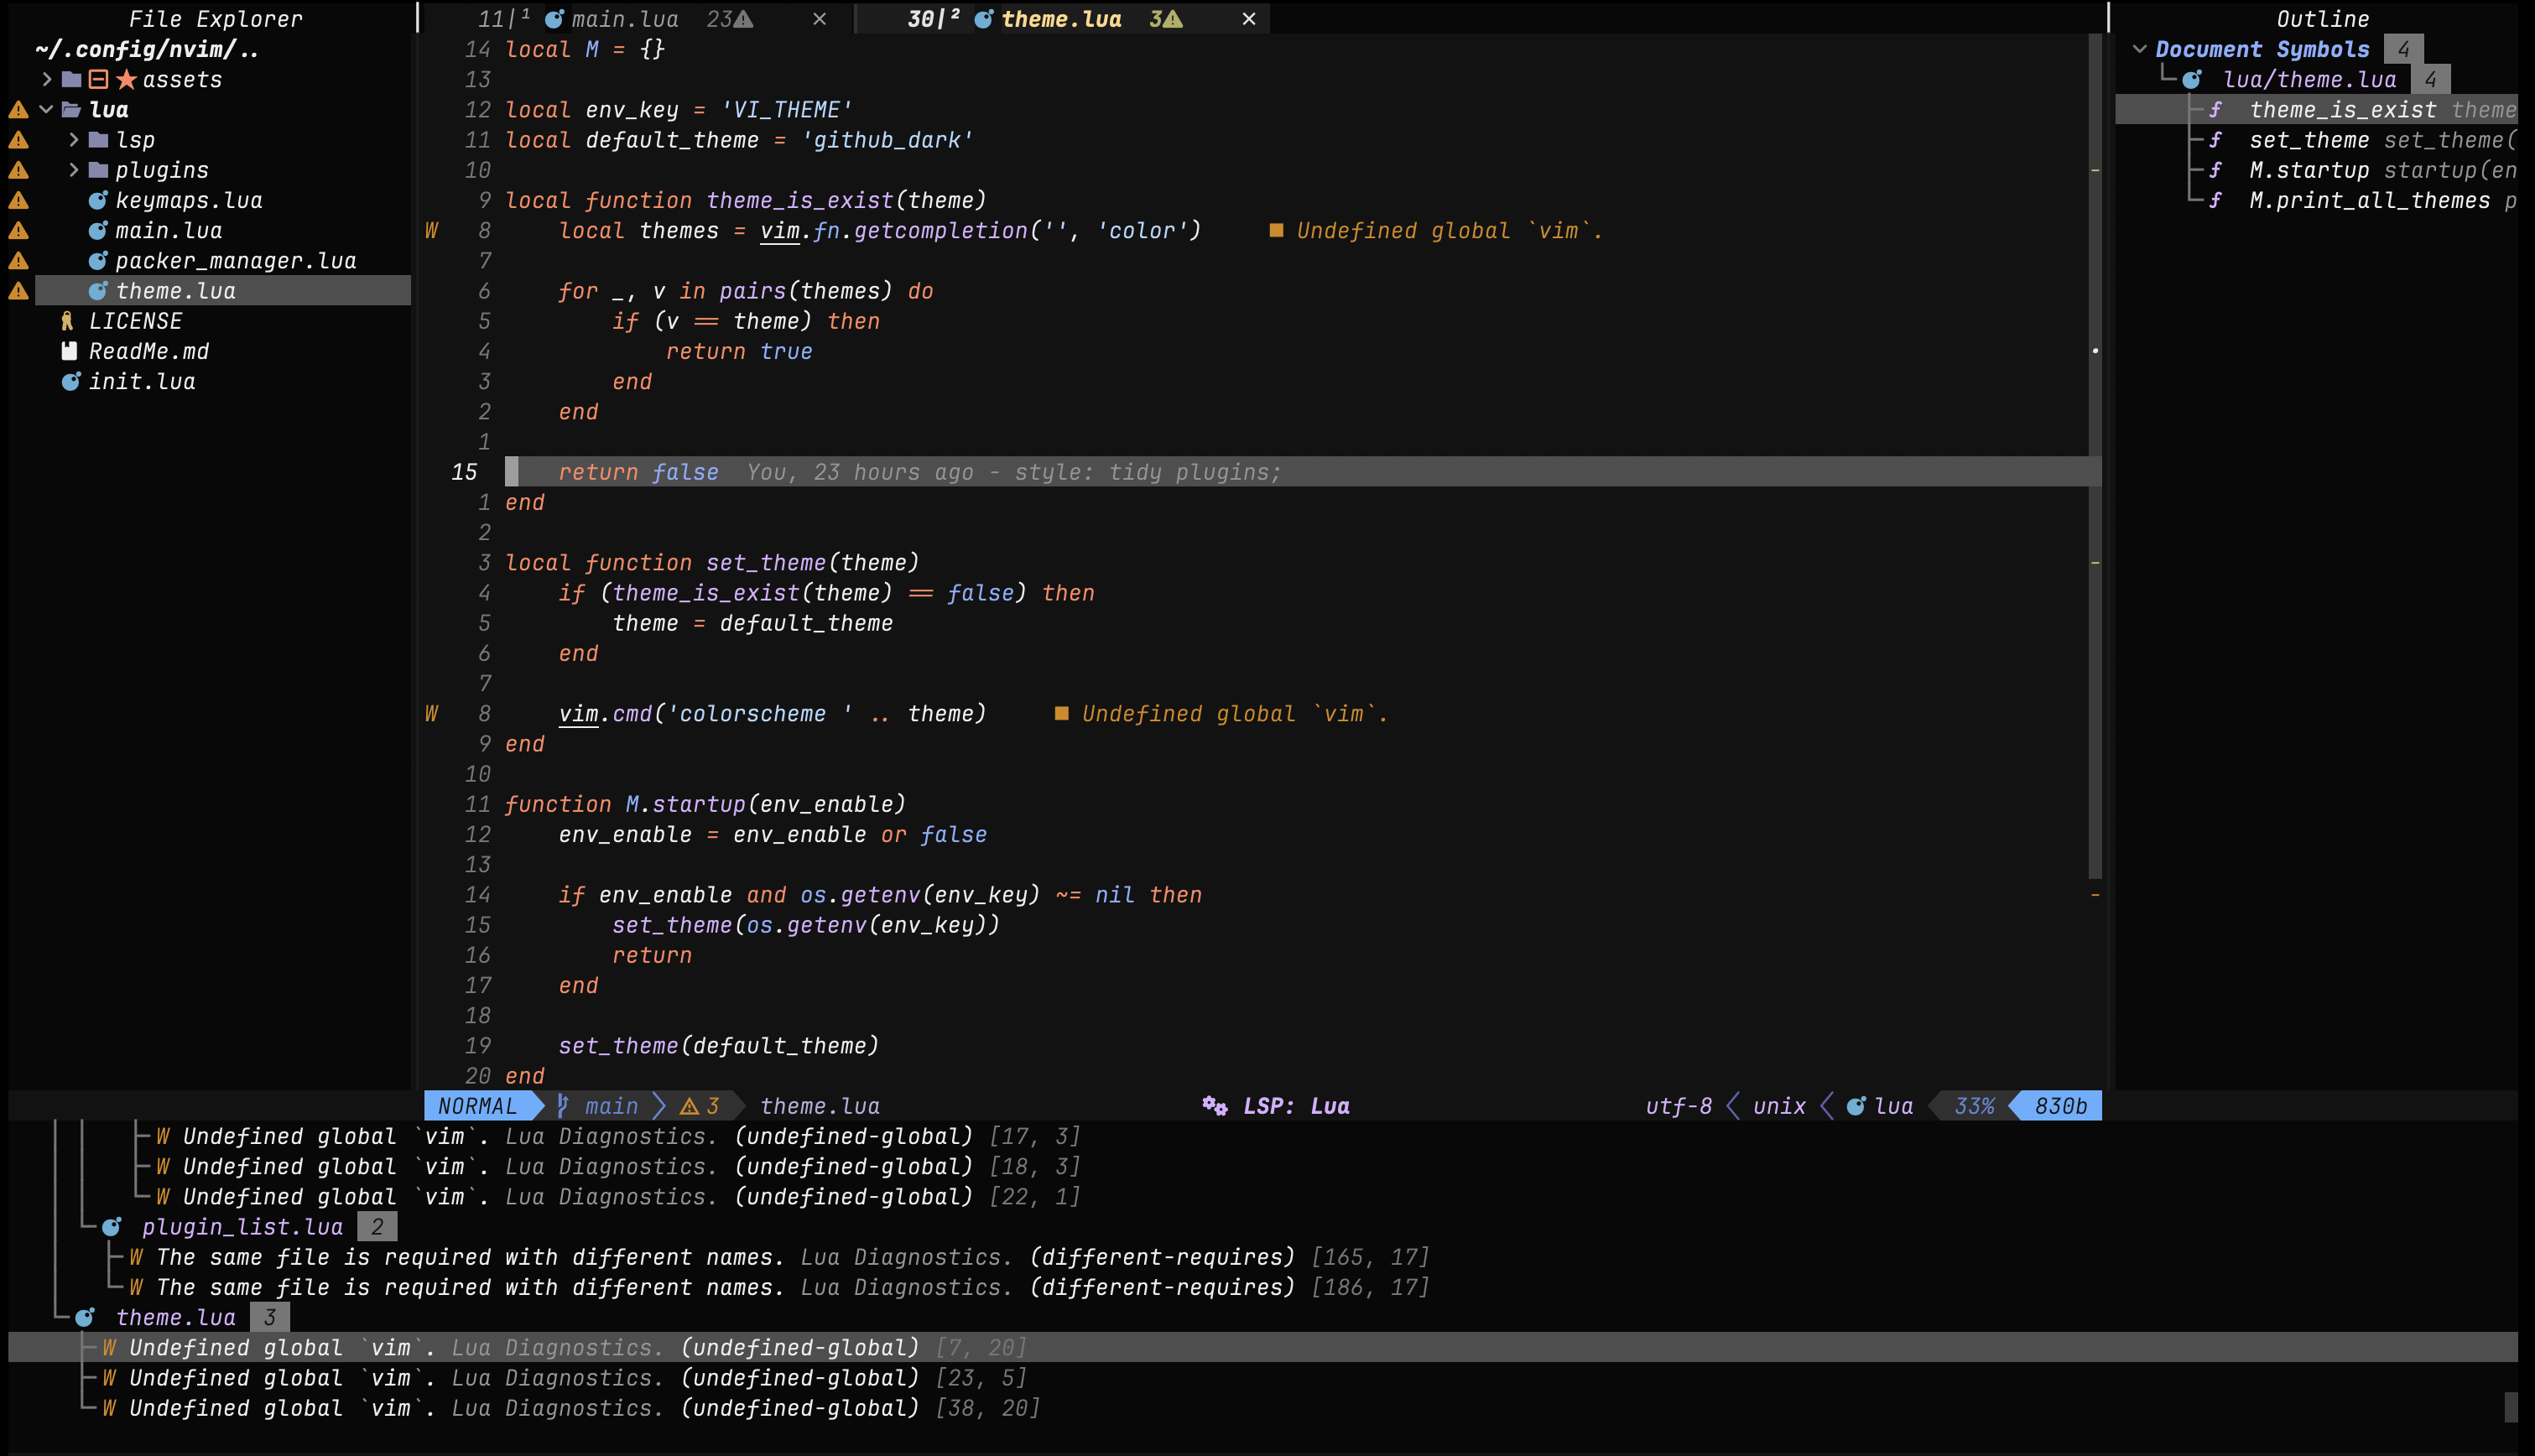 File Explorer
~/.config/nvim/..
assets
lua
lsp
plugins
keymaps.lua
main.lua
packer_manager.lua
theme.lua
LICENSE
ReadMe.md
init.lua
11|¹ main.lua 23 ×
30|² theme.lua 3 ×
14 local M = {}
13
12 local env_key = 'VI_THEME'
11 local default_theme = 'github_dark'
10
9 local function theme_is_exist(theme)
W 8     local themes = vim.fn.getcompletion('', 'color')    ■ Undefined global `vim`.
7
6     for _, v in pairs(themes) do
5         if (v == theme) then
4             return true
3         end
2     end
1
15     return false  You, 23 hours ago - style: tidy plugins;
1 end
2
3 local function set_theme(theme)
4     if (theme_is_exist(theme) == false) then
5         theme = default_theme
6     end
7
W 8     vim.cmd('colorscheme ' .. theme)    ■ Undefined global `vim`.
9 end
10
11 function M.startup(env_enable)
12     env_enable = env_enable or false
13
14     if env_enable and os.getenv(env_key) ~= nil then
15         set_theme(os.getenv(env_key))
16         return
17     end
18
19     set_theme(default_theme)
20 end
Outline
Document Symbols 4
lua/theme.lua 4
f theme_is_exist theme
f set_theme set_theme(
f M.startup startup(en
f M.print_all_themes p
NORMAL main 3 theme.lua LSP: Lua utf-8 unix lua 33% 830b
W Undefined global `vim`. Lua Diagnostics. (undefined-global) [17, 3]
W Undefined global `vim`. Lua Diagnostics. (undefined-global) [18, 3]
W Undefined global `vim`. Lua Diagnostics. (undefined-global) [22, 1]
plugin_list.lua 2
W The same file is required with different names. Lua Diagnostics. (different-requires) [165, 17]
W The same file is required with different names. Lua Diagnostics. (different-requires) [186, 17]
theme.lua 3
W Undefined global `vim`. Lua Diagnostics. (undefined-global) [7, 20]
W Undefined global `vim`. Lua Diagnostics. (undefined-global) [23, 5]
W Undefined global `vim`. Lua Diagnostics. (undefined-global) [38, 20]